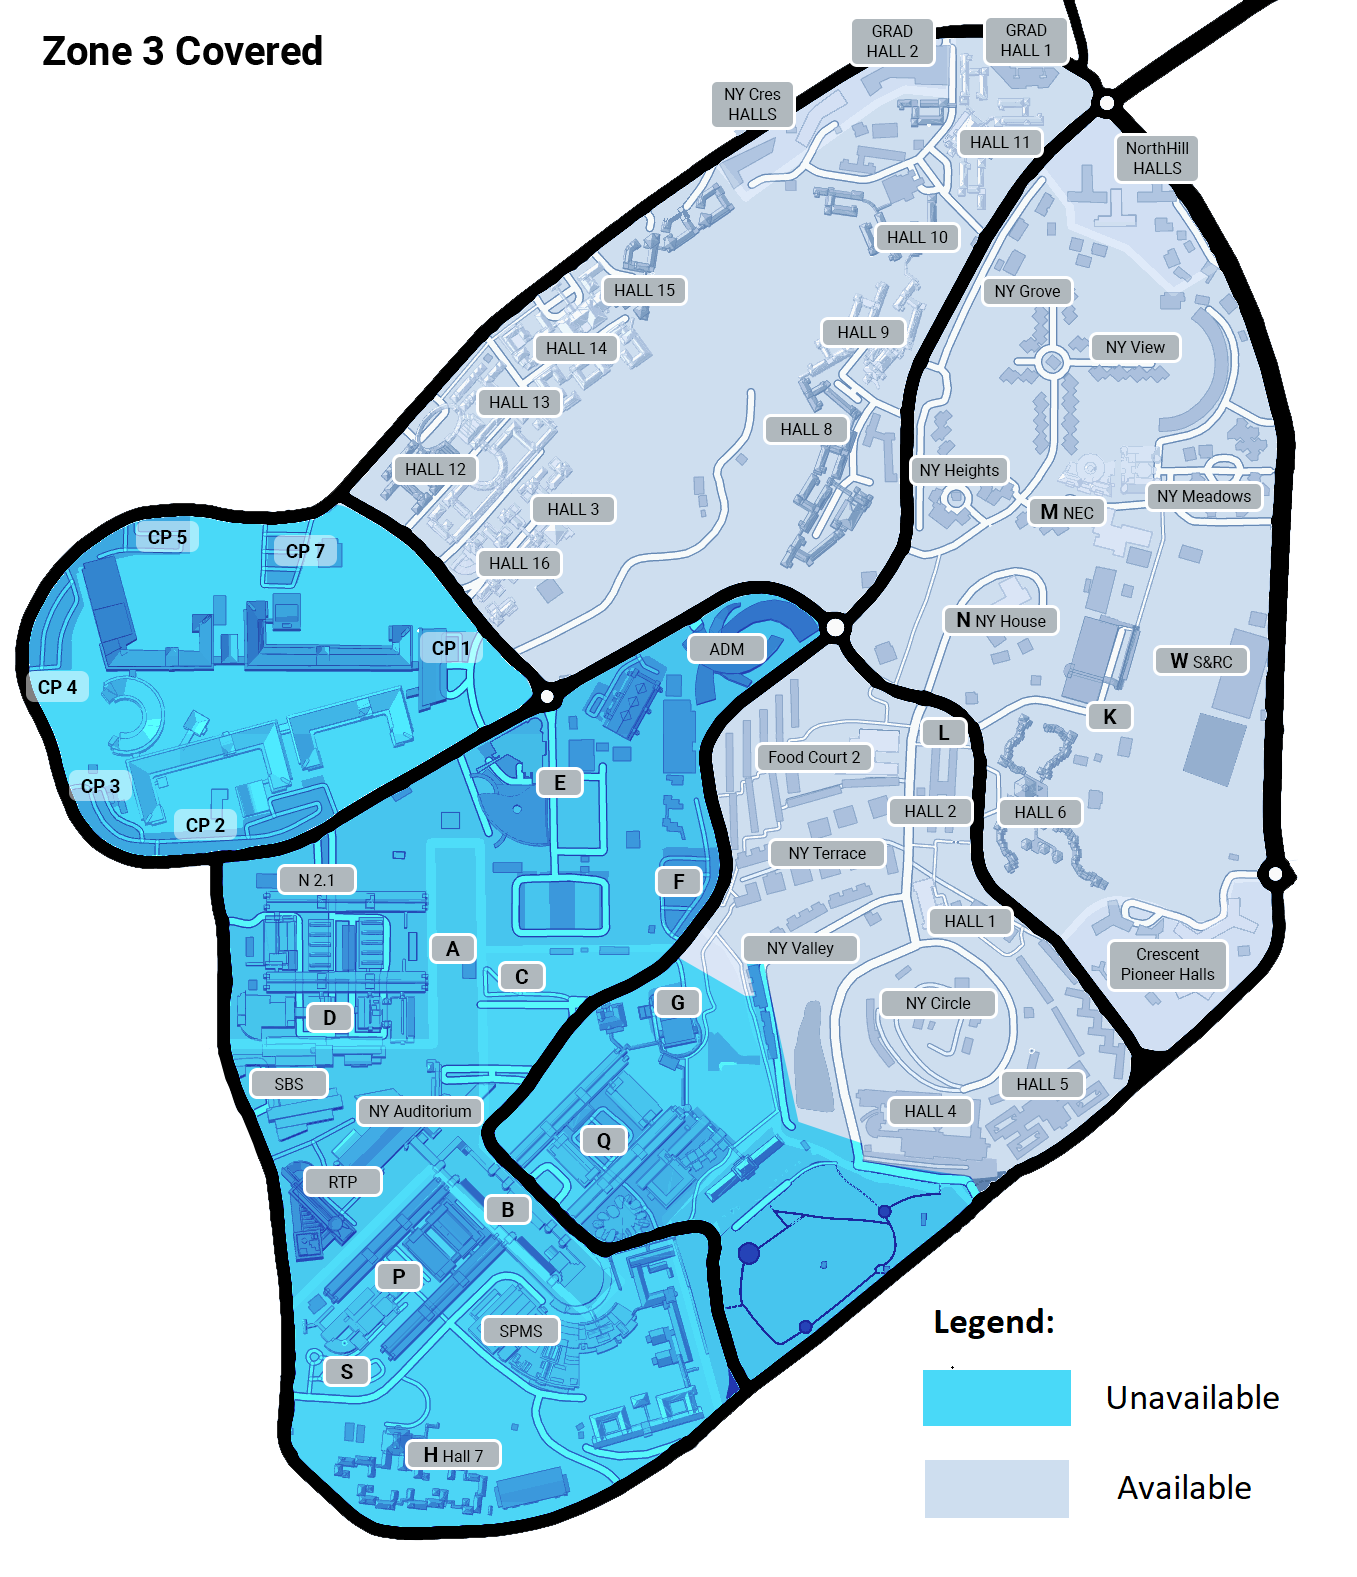 Zone 3 Covered
GRAD
HALL 2
GRAD
HALL 1
NY Cres
HALLS
HALL 11
NorthHill
HALLS
HALL 10
HALL 15
NY Grove
HALL 9
HALL 14
NY View
HALL 13
HALL 8
HALL 12
NY Heights
NY Meadows
HALL 3
M NEC
CP 5
CP 7
HALL 16
N NY House
CP 1
ADM
W S&RC
CP 4
K
L
Food Court 2
E
CP 3
HALL 2
HALL 6
CP 2
NY Terrace
N 2.1
F
HALL 1
A
NY Valley
Crescent
Pioneer Halls
C
G
NY Circle
D
SBS
HALL 5
NY Auditorium
HALL 4
Q
RTP
B
P
SPMS
Legend:
S
Unavailable
H Hall 7
Available